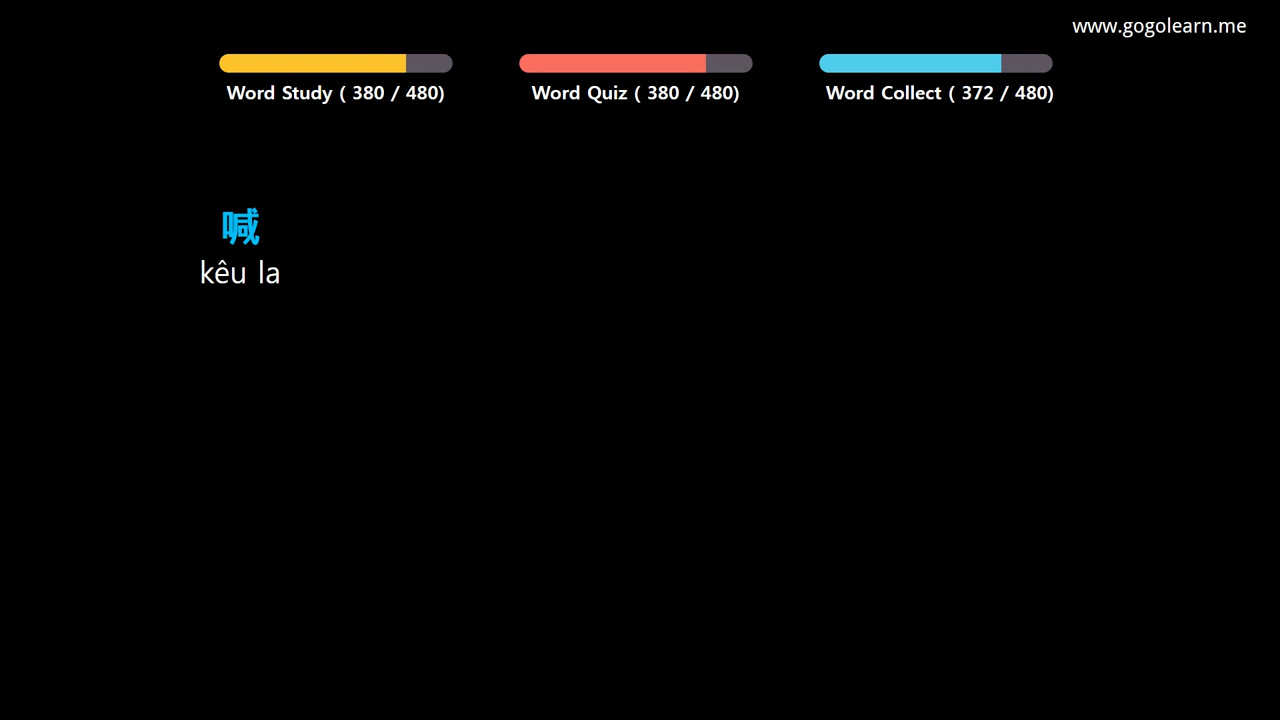 www.gogolearn.me
Word Study ( 380 / 480)
Word Quiz ( 380 / 480)
Word Collect ( 372 / 480)
喊
kêu la